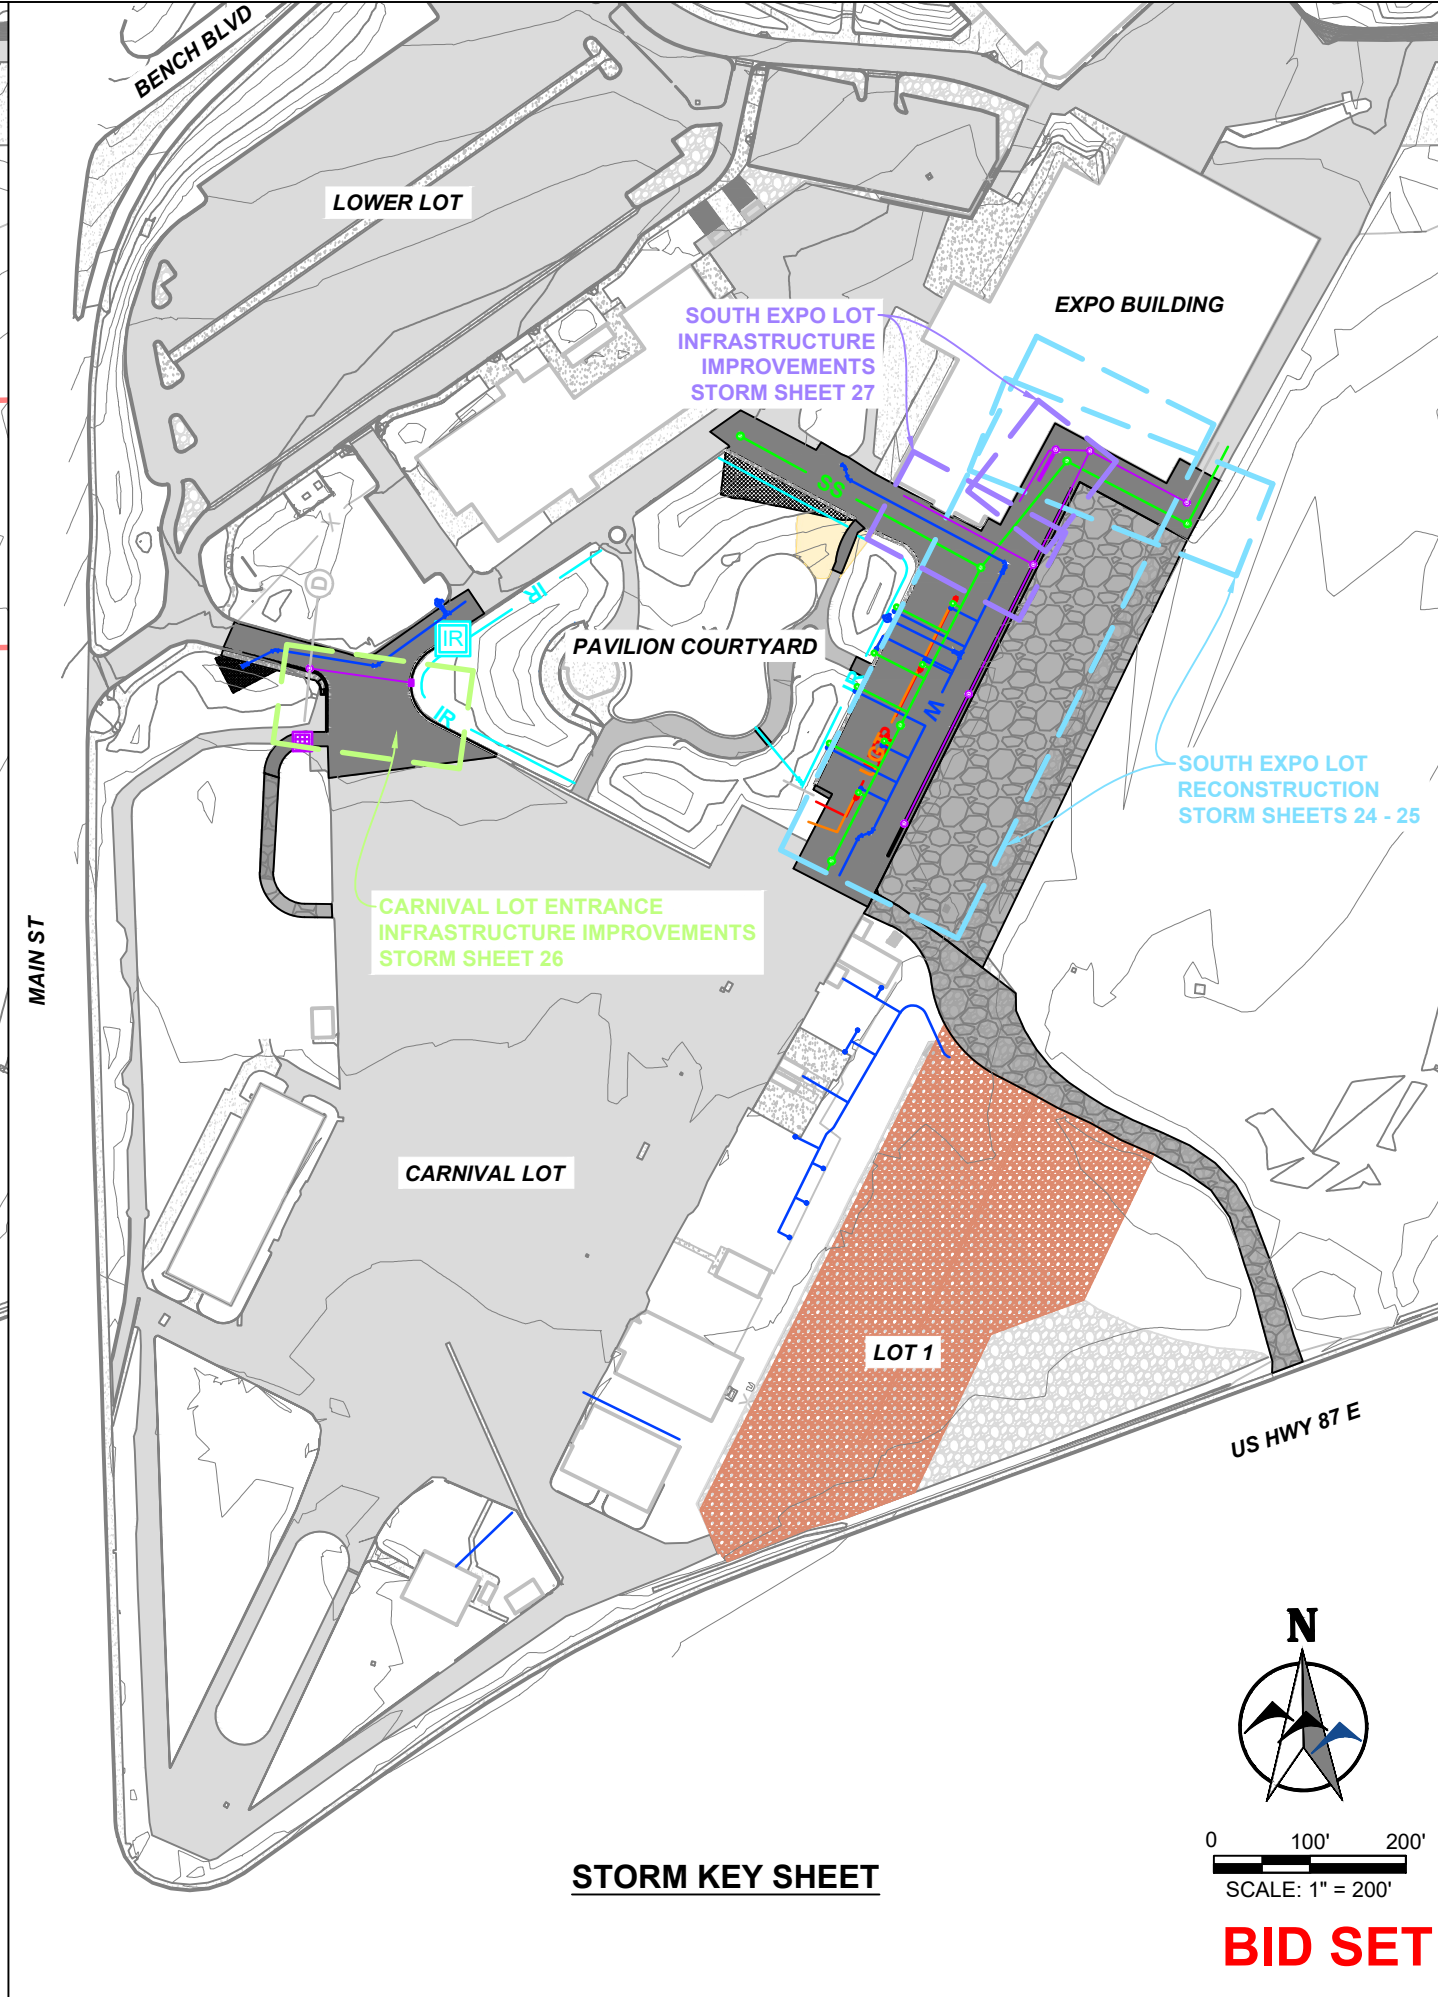 BENCH BLVD
LOWER LOT
EXPO BUILDING
SOUTH EXPO LOT
INFRASTRUCTURE
IMPROVEMENTS
STORM SHEET 27
SS
D
IR
IR
PAVILION COURTYARD
IR
IR
W
SOUTH EXPO LOT
RECONSTRUCTION
STORM SHEETS 24 - 25
CARNIVAL LOT ENTRANCE
INFRASTRUCTURE IMPROVEMENTS
STORM SHEET 26
MAIN ST
CARNIVAL LOT
LOT 1
US HWY 87 E
N
0 100' 200'
SCALE: 1" = 200'
STORM KEY SHEET
BID SET